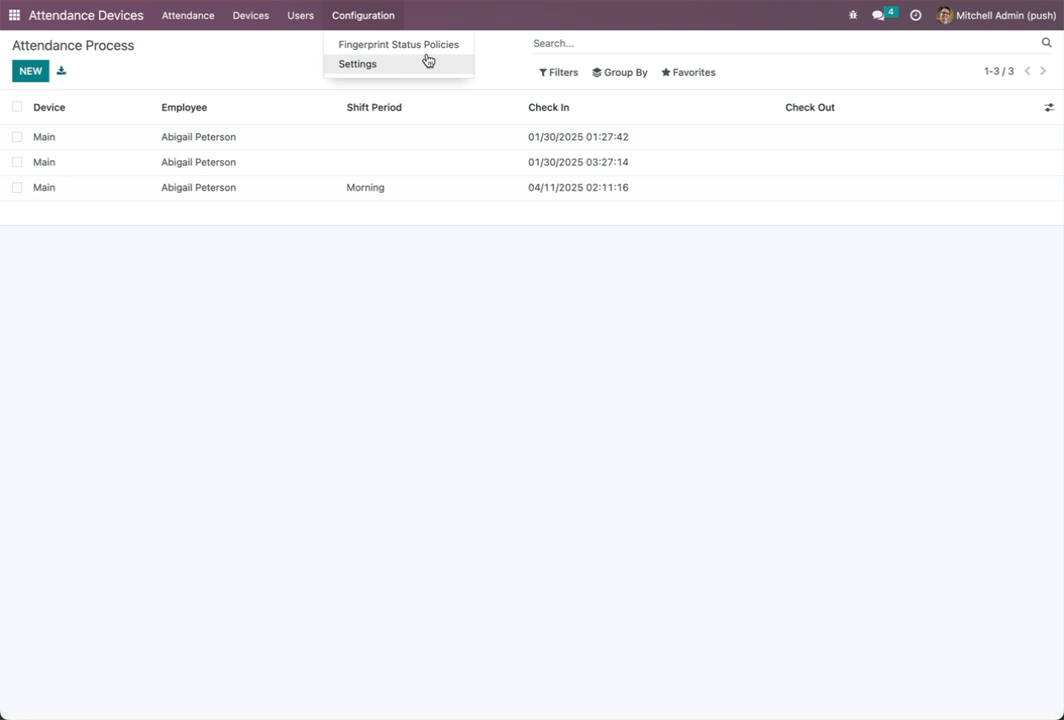 Attendance Devices Attendance Devices Users Configuration 4 Mitchell Admin (push)
Attendance Process
Fingerprint Status Policies
Settings
Search...
NEW
Filters Group By Favorites 1-3 / 3
Device Employee Shift Period Check In Check Out
Main Abigail Peterson 01/30/2025 01:27:42
Main Abigail Peterson 01/30/2025 03:27:14
Main Abigail Peterson Morning 04/11/2025 02:11:16